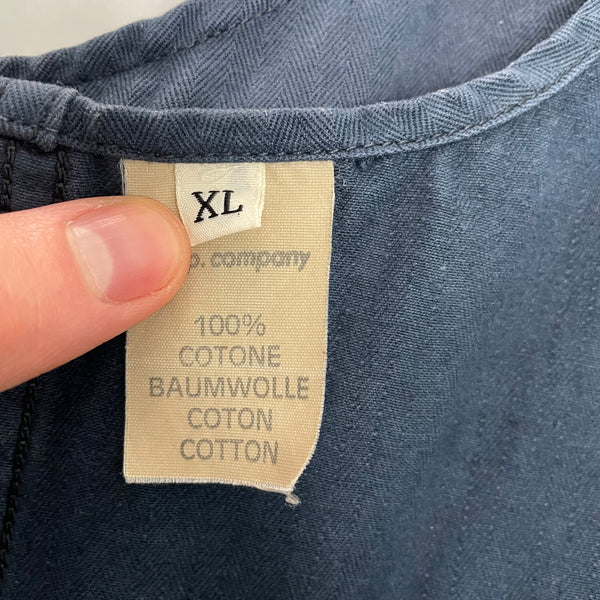 XL
p. company
100%
COTONE
BAUMWOLLE
COTON
COTTON